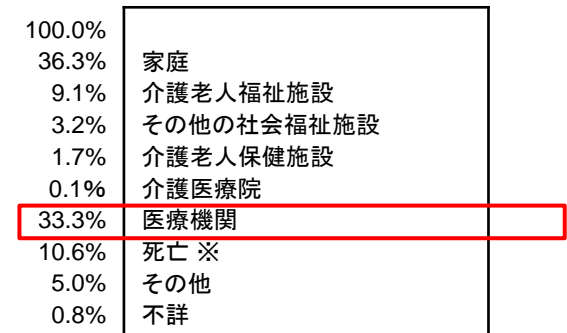 100.0%
36.3% 家庭
9.1% 介護老人福祉施設
3.2% その他の社会福祉施設
1.7% 介護老人保健施設
0.1% 介護医療院
33.3% 医療機関
10.6% 死亡 ※
5.0% その他
0.8% 不詳